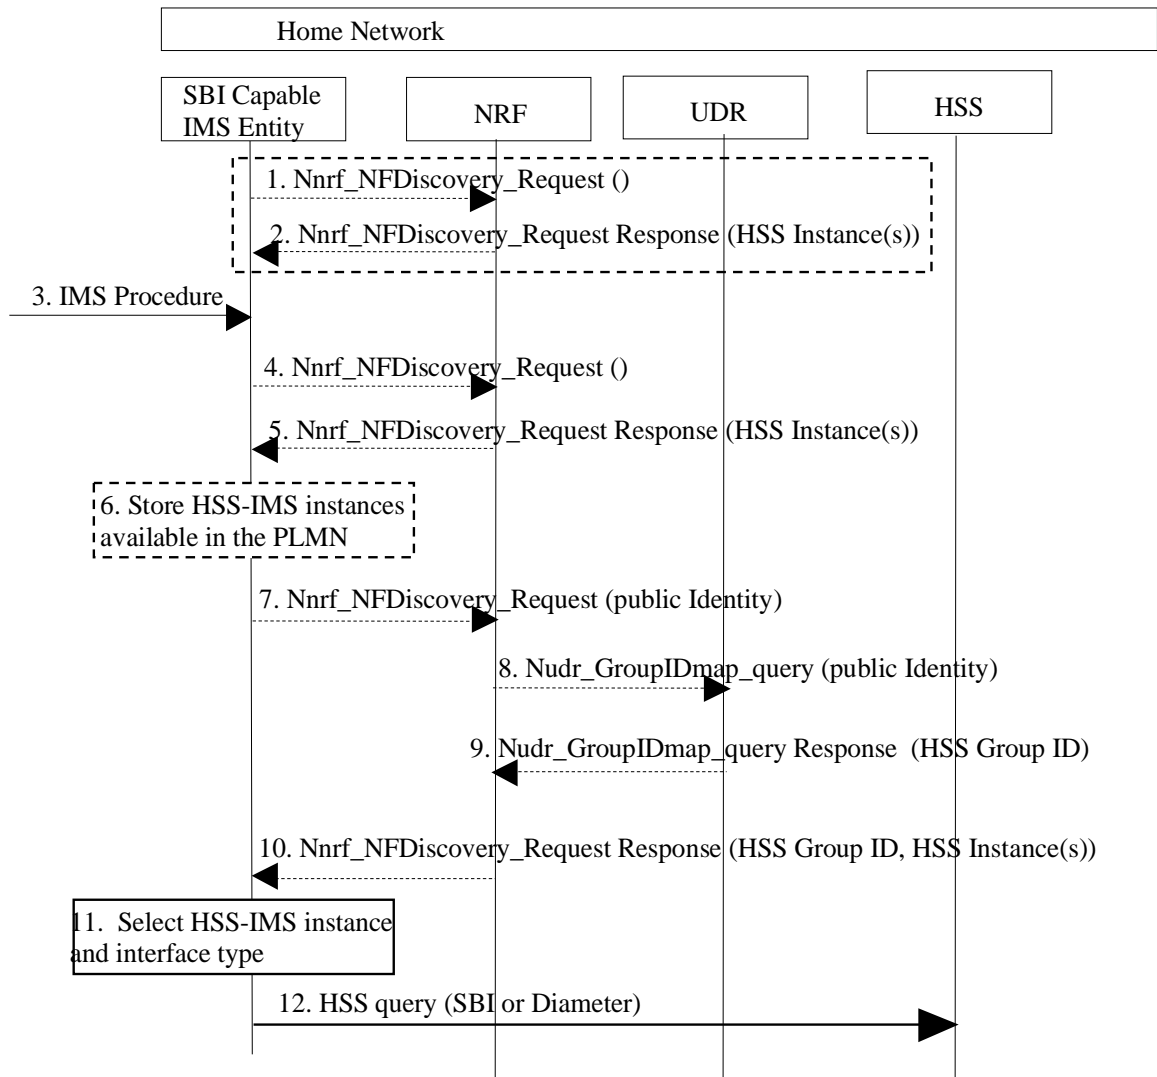 Home Network
SBI Capable
IMS Entity
NRF
UDR
HSS
1. Nnrf_NFDiscovery_Request ()
2. Nnrf_NFDiscovery_Request Response (HSS Instance(s))
3. IMS Procedure
4. Nnrf_NFDiscovery_Request ()
5. Nnrf_NFDiscovery_Request Response (HSS Instance(s))
6. Store HSS-IMS instances
available in the PLMN
7. Nnrf_NFDiscovery_Request (public Identity)
8. Nudr_GroupIDmap_query (public Identity)
9. Nudr_GroupIDmap_query Response (HSS Group ID)
10. Nnrf_NFDiscovery_Request Response (HSS Group ID, HSS Instance(s))
11. Select HSS-IMS instance
and interface type
12. HSS query (SBI or Diameter)